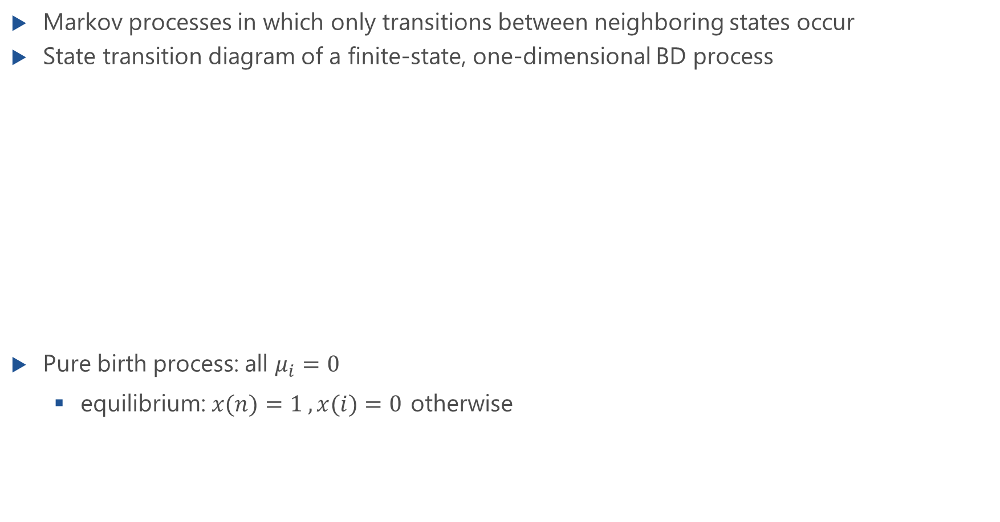 ▶ Markov processes in which only transitions between neighboring states occur
▶ State transition diagram of a finite-state, one-dimensional BD process
▶ Pure birth process: all μᵢ = 0
▪ equilibrium: x(n) = 1 , x(i) = 0 otherwise